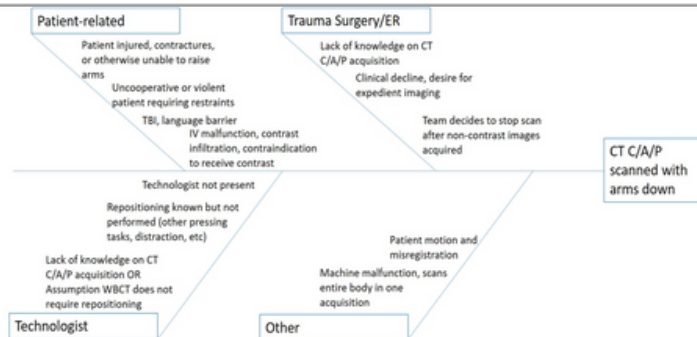 Patient-related
Patient injured, contractures,
or otherwise unable to raise
arms
Uncooperative or violent
patient requiring restraints
TBI, language barrier
IV malfunction, contrast
infiltration, contraindication
to receive contrast
Trauma Surgery/ER
Lack of knowledge on CT
C/A/P acquisition
Clinical decline, desire for
expedient imaging
Team decides to stop scan
after non-contrast images
acquired
CT C/A/P
scanned with
arms down
Technologist not present
Repositioning known but not
performed (other pressing
tasks, distraction, etc)
Lack of knowledge on CT
C/A/P acquisition OR
Assumption WBCT does not
require repositioning
Technologist
Patient motion and
misregistration
Machine malfunction, scans
entire body in one
acquisition
Other